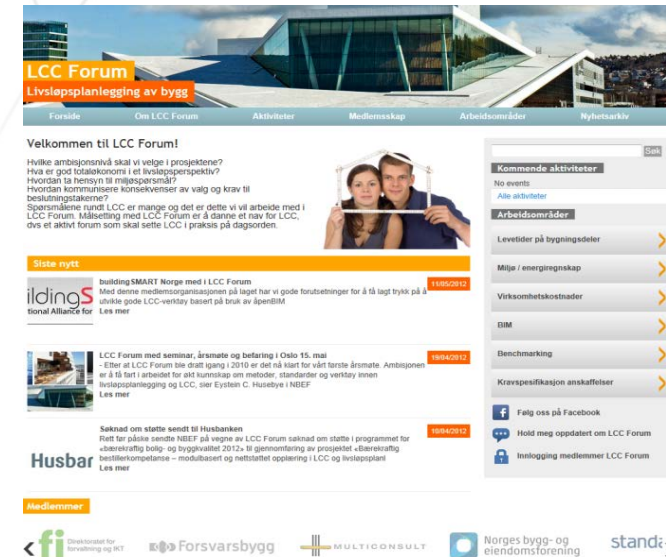 LCC Forum
Livsløpsplanlegging av bygg
Forside Om LCC Forum Aktiviteter Medlemsskap Arbeidsområder Nyhetsarkiv
Velkommen til LCC Forum!
Hvilke ambisjonsnivå skal vi velge i prosjektene?
Hva er god totaløkonomi i et livsløpsperspektiv?
Hvordan ta hensyn til miljøspørsmål?
Hvordan kommunisere konsekvenser av valg og krav til
beslutningstakerne?
Spørsmålene rundt LCC er mange og det er dette vi vil arbeide med i
LCC Forum. Målsetting med LCC Forum er å danne et nav for LCC,
dvs et aktivt forum som skal sette LCC i praksis på dagsorden.
Siste nytt
ildingS
tional Alliance for
buildingSMART Norge med i LCC Forum
11/05/2012
Med denne medlemsorganisasjonen på laget har vi gode forutsetninger for å få lagt trykk på å
utvikle gode LCC-verktøy basert på bruk av åpenBIM
Les mer
LCC Forum med seminar, årsmøte og befaring i Oslo 15. mai
19/04/2012
- Etter at LCC Forum ble dratt igang i 2010 er det nå klart for vårt første årsmøte. Ambisjonen
er å få fart i arbeidet for økt kunnskap om metoder, standarder og verktøy innen
livsløpsplanlegging og LCC, sier Eystein C. Husebye i NBEF
Les mer
Husbar
Søknad om støtte sendt til Husbanken
10/04/2012
Rett før påske sendte NBEF på vegne av LCC Forum søknad om støtte i programmet for
«bærekraftig bolig- og byggkvalitet 2012» til gjennomføring av prosjektet «Bærekraftig
bestillerkompetanse – modulbasert og nettstøttet opplæring i LCC og livsløpsplanl
Les mer
Søk
Kommende aktiviteter
No events
Alle aktiviteter
Arbeidsområder
Levetider på bygningsdeler
Miljø / energiregnskap
Virksomhetskostnader
BIM
Benchmarking
Kravspesifikasjon anskaffelser
Følg oss på Facebook
Hold meg oppdatert om LCC Forum
Innlogging medlemmer LCC Forum
Medlemmer
Direktoratet for
forvaltning og IKT
Forsvarsbygg
MULTICONSULT
Norges bygg- og
eiendomsforening
standa